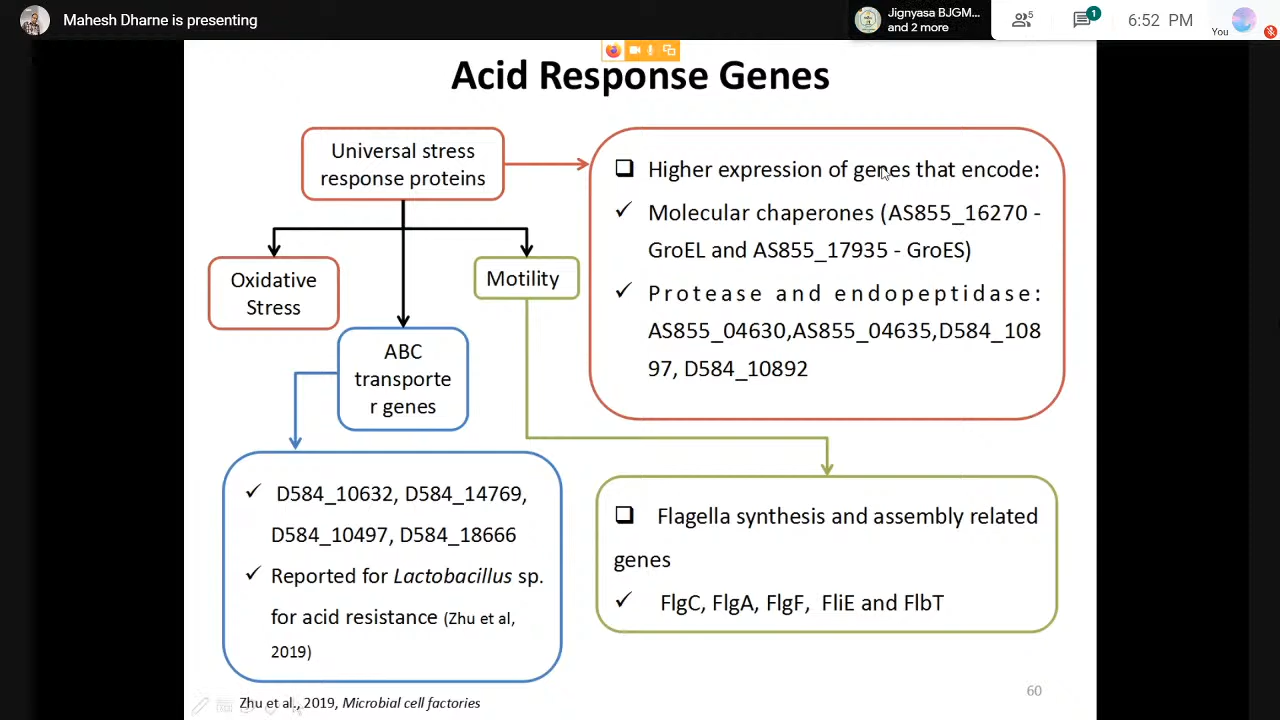 Mahesh Dharne is presenting
Jignyasa BJGM...
and 2 more
5
1
6:52 PM
You
Acid Response Genes
Universal stress
response proteins
Oxidative
Stress
Motility
ABC
transporte
r genes
❑ Higher expression of genes that encode:
✓ Molecular chaperones (AS855_16270 -
GroEL and AS855_17935 - GroES)
✓ Protease and endopeptidase:
AS855_04630,AS855_04635,D584_108
97, D584_10892
✓ D584_10632, D584_14769,
D584_10497, D584_18666
✓ Reported for Lactobacillus sp.
for acid resistance (Zhu et al,
2019)
❑ Flagella synthesis and assembly related
genes
✓ FlgC, FlgA, FlgF, FliE and FlbT
Zhu et al., 2019, Microbial cell factories
60